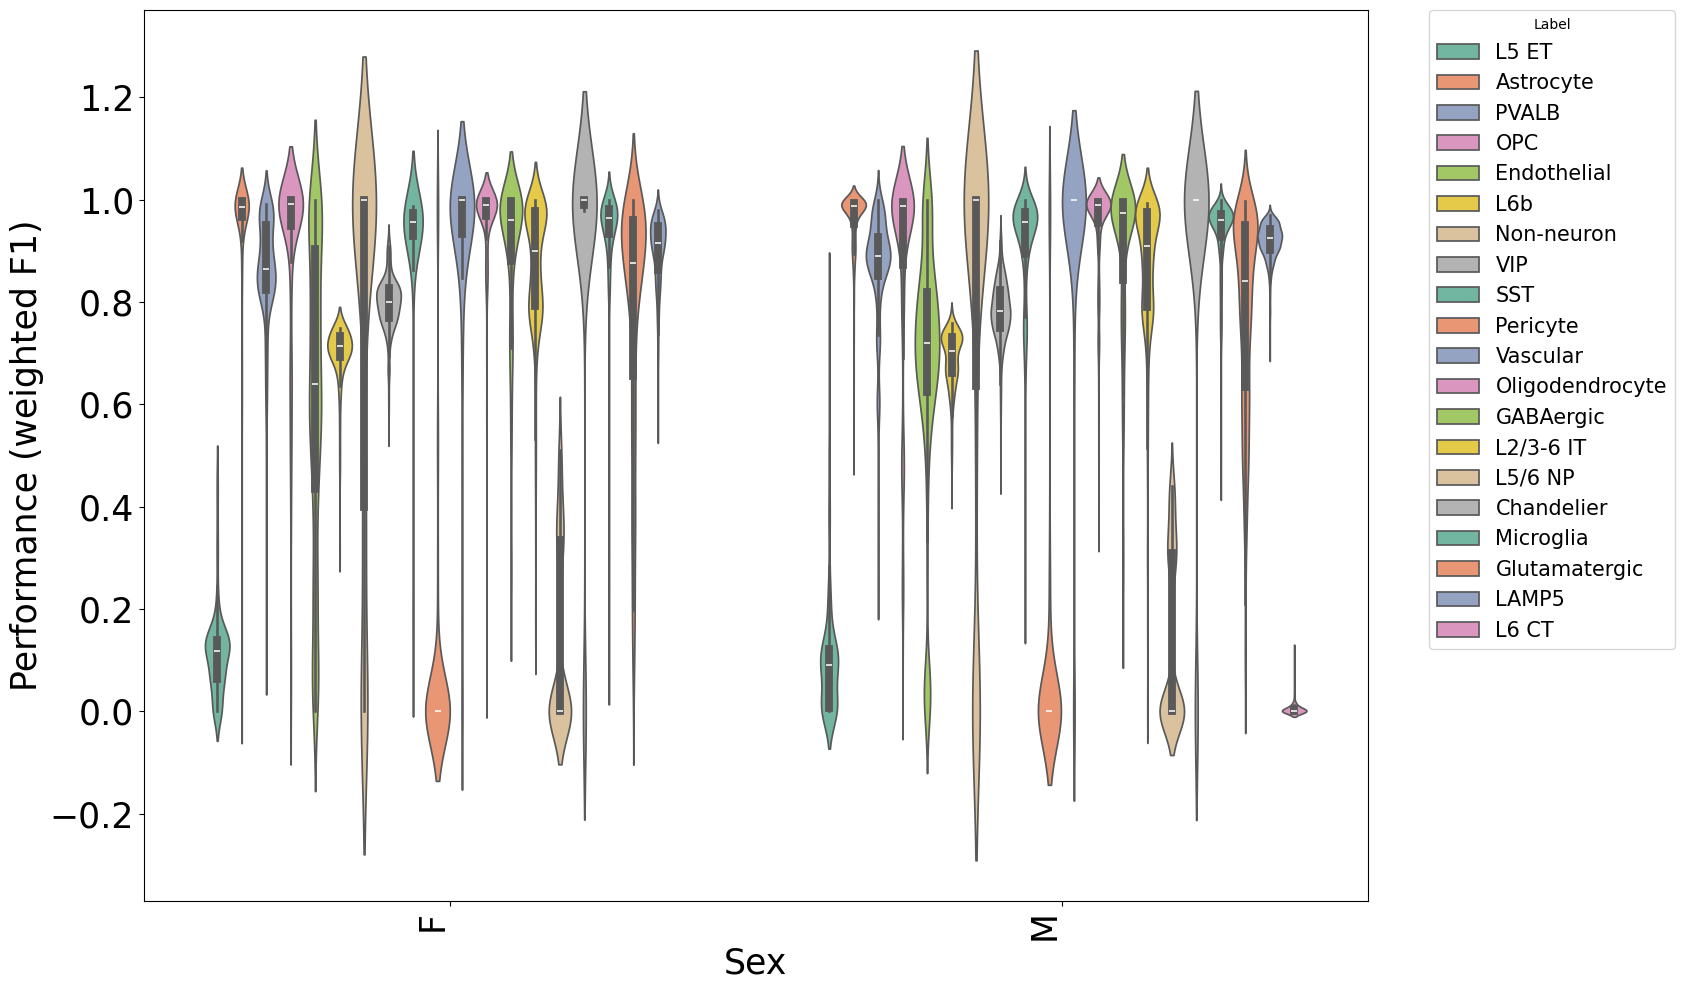 Performance (weighted F1)
1.2
1.0
0.8
0.6
0.4
0.2
0.0
−0.2
F
M
Sex
Label
L5 ET
Astrocyte
PVALB
OPC
Endothelial
L6b
Non-neuron
VIP
SST
Pericyte
Vascular
Oligodendrocyte
GABAergic
L2/3-6 IT
L5/6 NP
Chandelier
Microglia
Glutamatergic
LAMP5
L6 CT